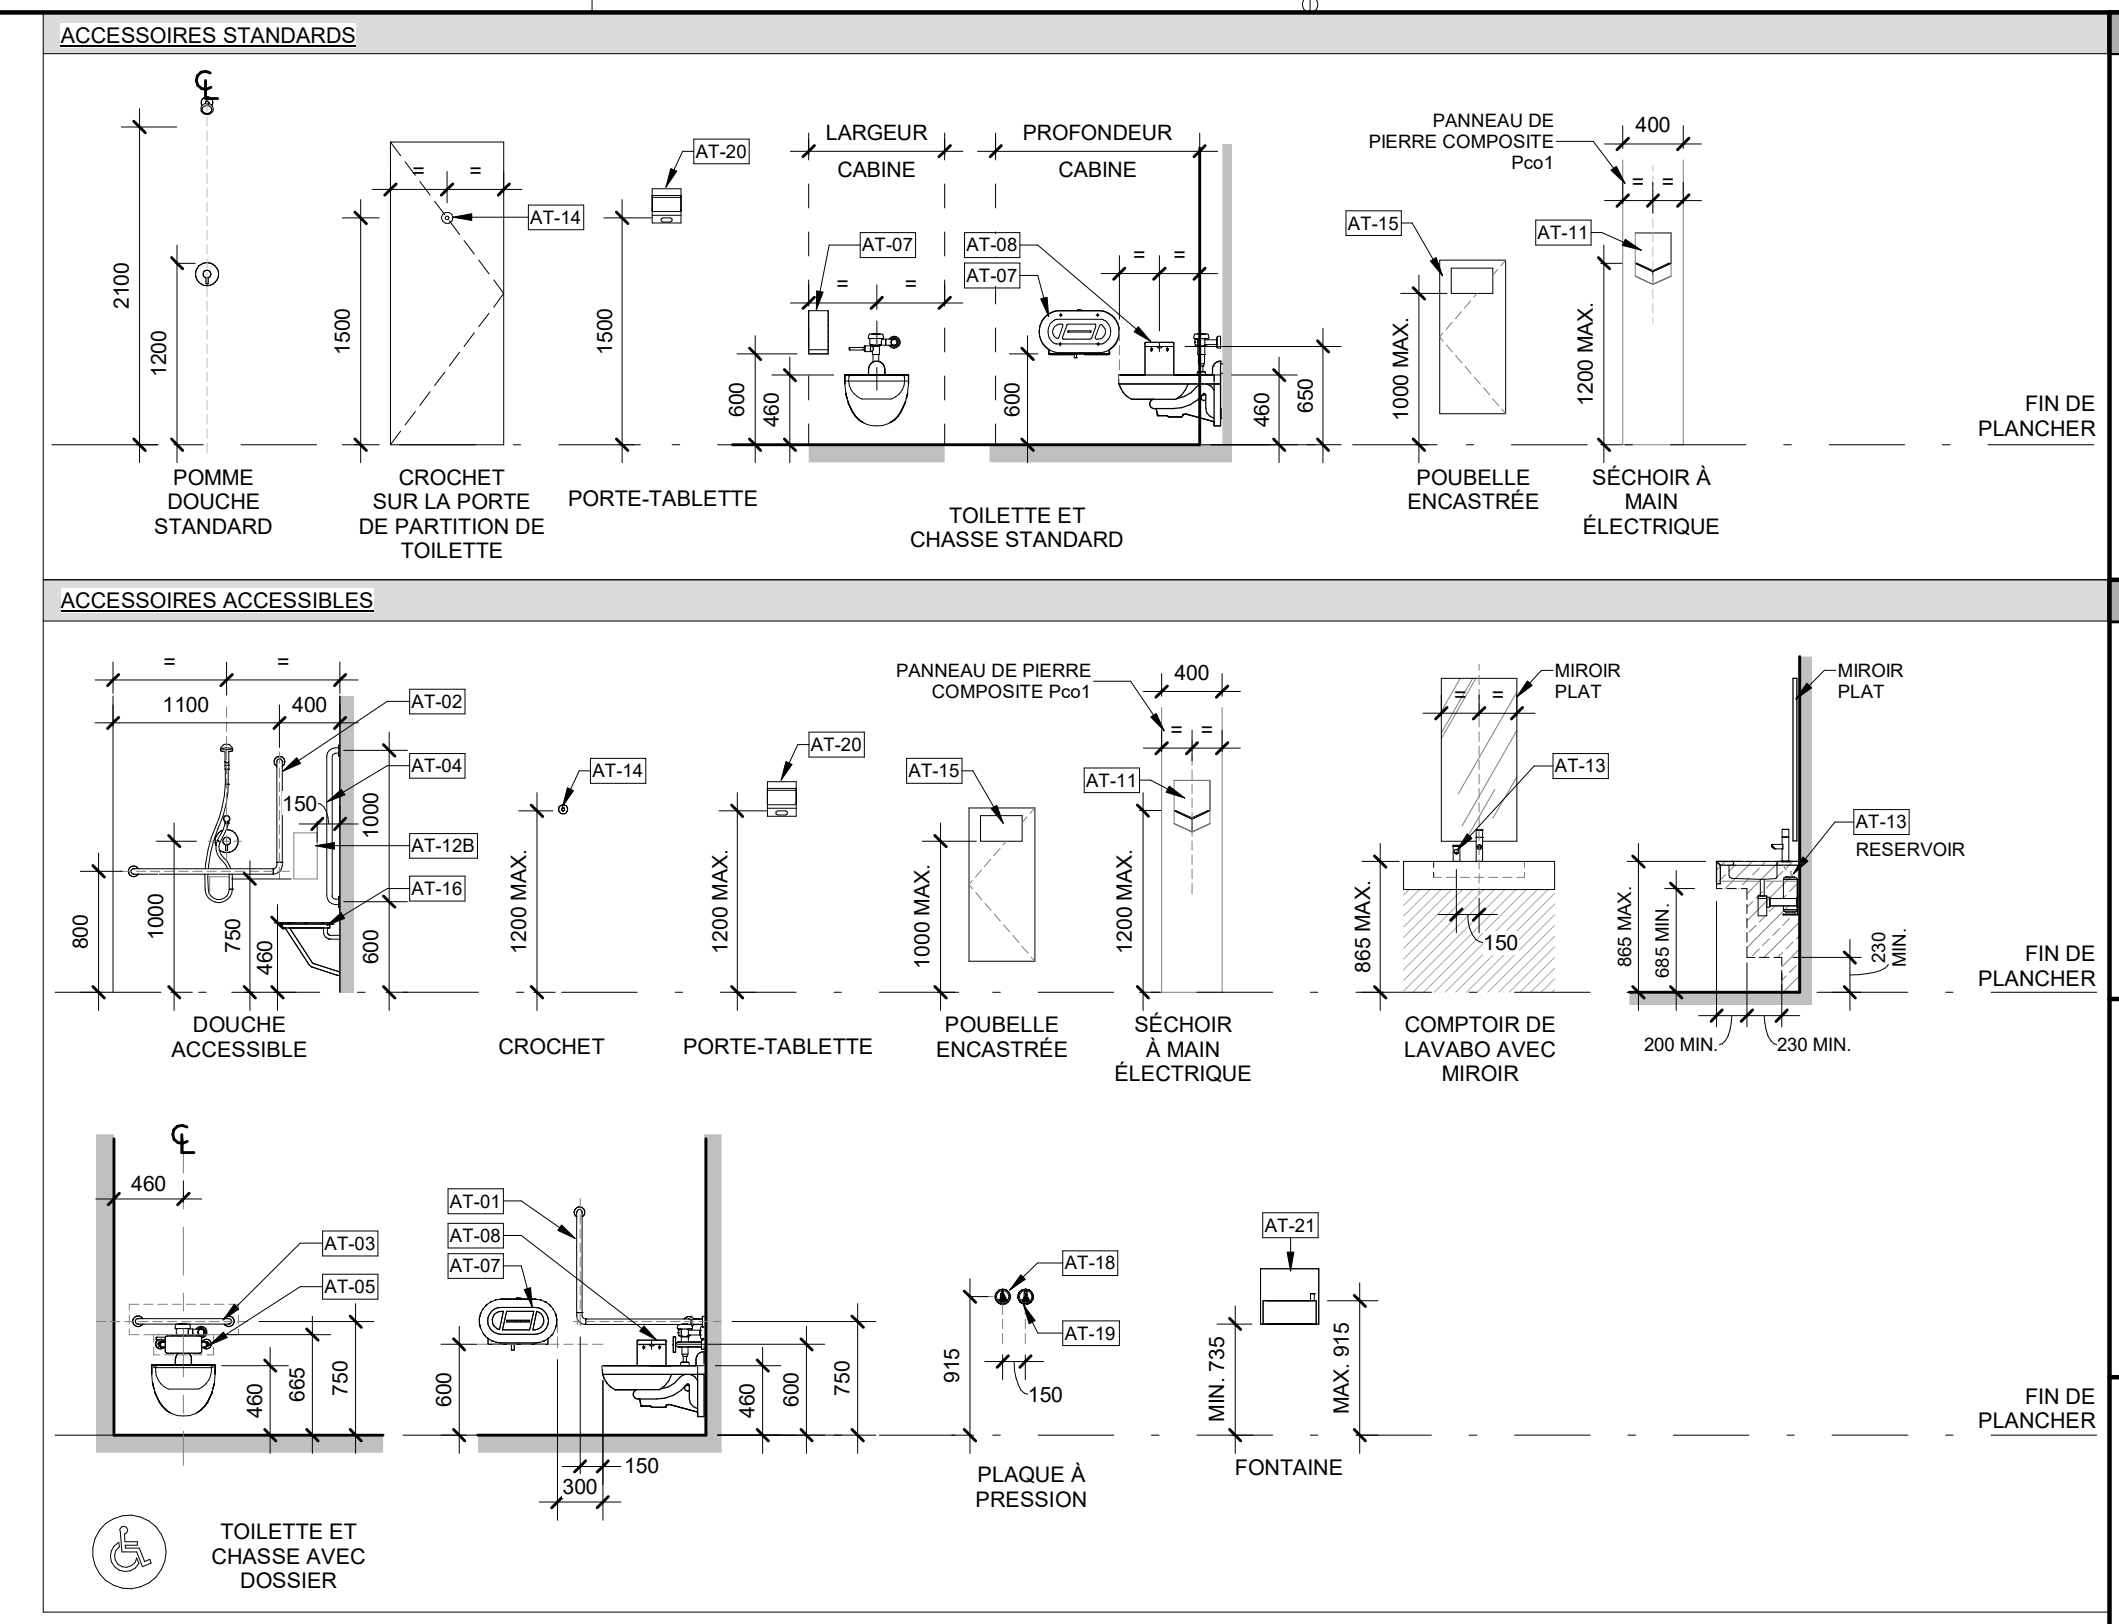 ACCESSOIRES STANDARDS
℄
2100
1200
POMME
DOUCHE
STANDARD
= =
AT-14
1500
CROCHET
SUR LA PORTE
DE PARTITION DE
TOILETTE
AT-20
1500
PORTE-TABLETTE
LARGEUR
CABINE
AT-07
= =
600
460
PROFONDEUR
CABINE
AT-08
AT-07
= =
600
460
650
TOILETTE ET
CHASSE STANDARD
AT-15
1000 MAX.
POUBELLE
ENCASTRÉE
PANNEAU DE
PIERRE COMPOSITE
Pco1
400
= =
AT-11
1200 MAX.
SÉCHOIR À
MAIN
ÉLECTRIQUE
FIN DE
PLANCHER
ACCESSOIRES ACCESSIBLES
= =
1100
400
AT-02
AT-04
150
1000
AT-12B
AT-16
800
1000
750
460
600
DOUCHE
ACCESSIBLE
AT-14
1200 MAX.
CROCHET
AT-20
1200 MAX.
PORTE-TABLETTE
AT-15
1000 MAX.
POUBELLE
ENCASTRÉE
PANNEAU DE PIERRE
COMPOSITE Pco1
400
= =
AT-11
1200 MAX.
SÉCHOIR
À MAIN
ÉLECTRIQUE
MIROIR
PLAT
= =
AT-13
865 MAX.
150
COMPTOIR DE
LAVABO AVEC
MIROIR
MIROIR
PLAT
AT-13
RESERVOIR
865 MAX.
685 MIN.
230
MIN.
200 MIN.
230 MIN.
FIN DE
PLANCHER
℄
460
AT-03
AT-05
460
665
750
TOILETTE ET
CHASSE AVEC
DOSSIER
AT-01
AT-08
AT-07
600
460
600
750
150
300
AT-18
AT-19
915
150
PLAQUE À
PRESSION
AT-21
MIN. 735
MAX. 915
FONTAINE
FIN DE
PLANCHER